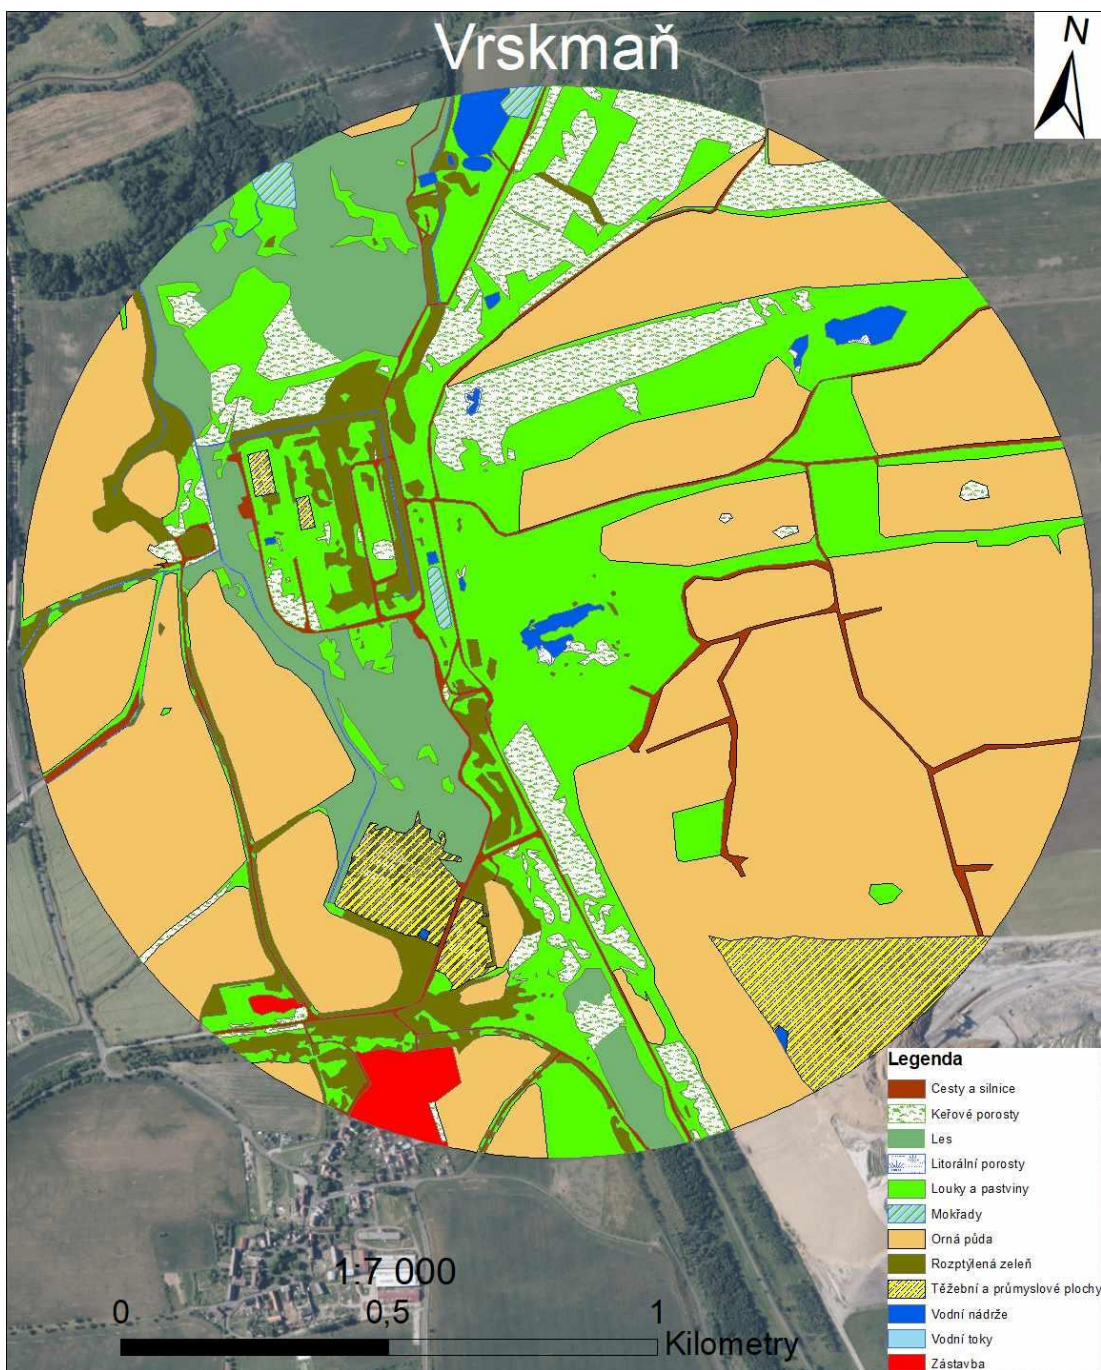 Vrskmaň
N
Legenda
Cesty a silnice
Keřové porosty
Les
Litorální porosty
Louky a pastviny
Mokřady
Orná půda
Rozptýlená zeleň
Těžební a průmyslové plochy
Vodní nádrže
Vodní toky
Zástavba
1:7 000
0 0,5 1
Kilometry